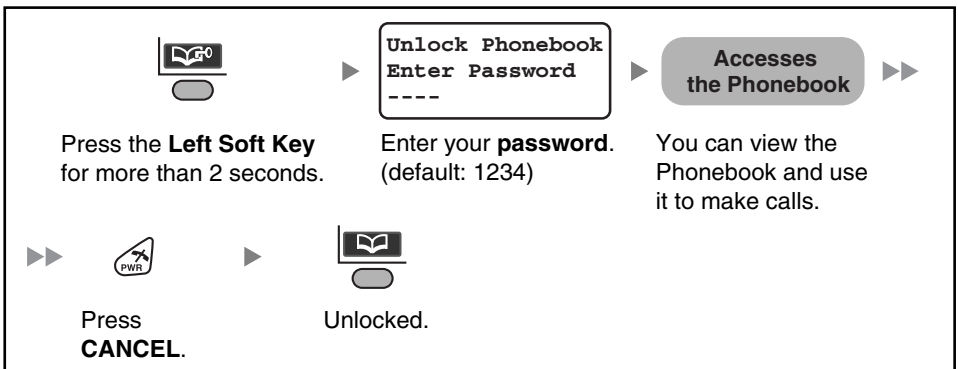 Unlock Phonebook
Enter Password
----
Accesses
the Phonebook
Press the Left Soft Key
for more than 2 seconds.
Enter your password.
(default: 1234)
You can view the
Phonebook and use
it to make calls.
PWR
Press
CANCEL.
Unlocked.